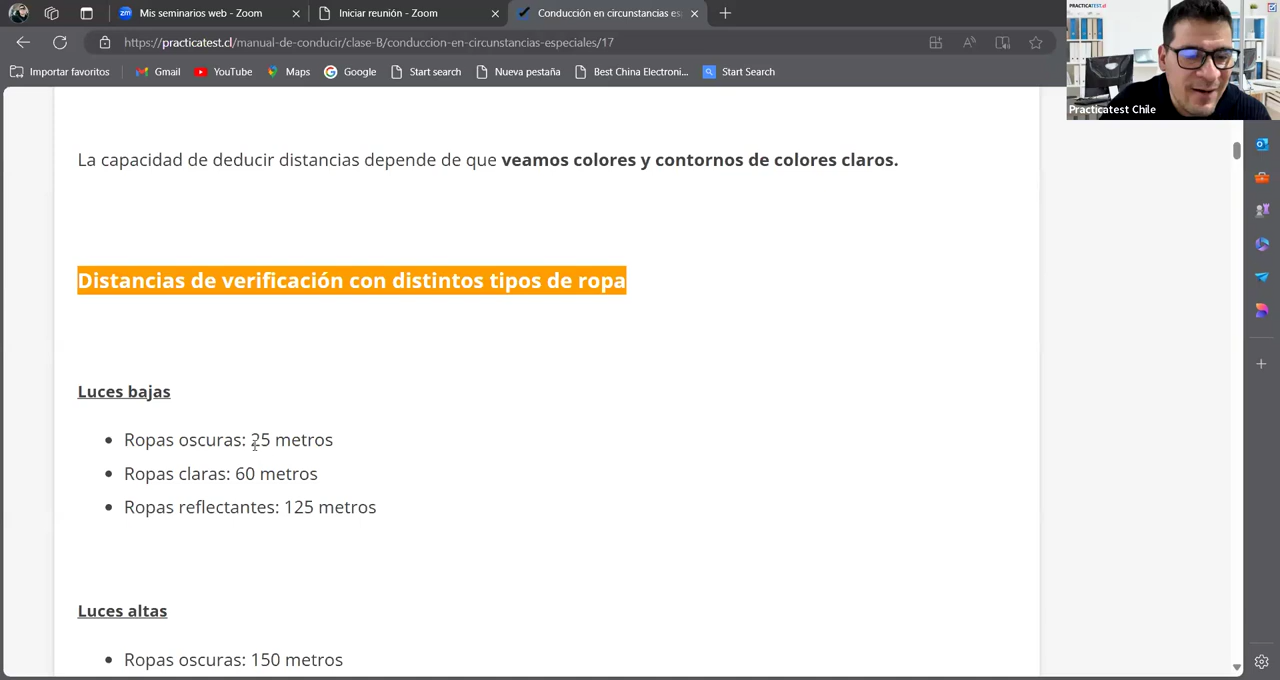 Mis seminarios web - Zoom
Iniciar reunión - Zoom
Conducción en circunstancias es
https://practicatest.cl/manual-de-conducir/clase-B/conduccion-en-circunstancias-especiales/17
Importar favoritos
Gmail
YouTube
Maps
Google
Start search
Nueva pestaña
Best China Electroni...
Start Search
PRACTICATEST.cl
Practicatest Chile
La capacidad de deducir distancias depende de que veamos colores y contornos de colores claros.
Distancias de verificación con distintos tipos de ropa
Luces bajas
Ropas oscuras: 25 metros
Ropas claras: 60 metros
Ropas reflectantes: 125 metros
Luces altas
Ropas oscuras: 150 metros